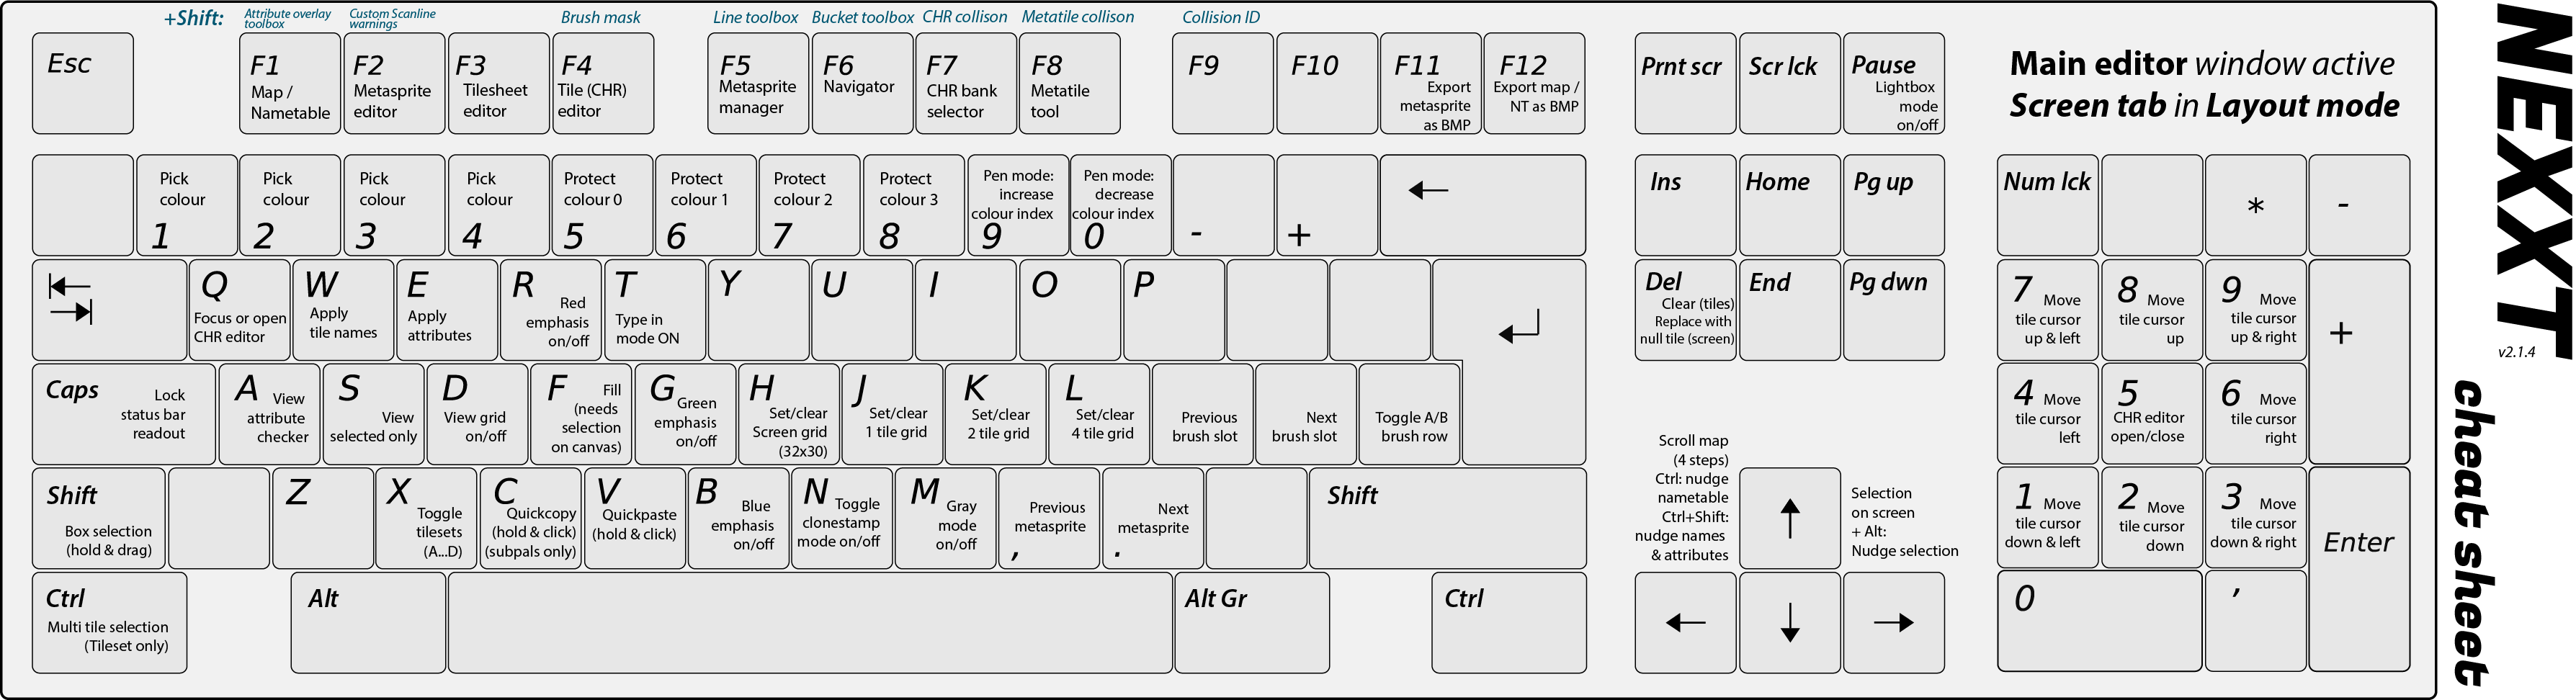 +Shift:
Attribute overlay
toolbox
Custom Scanline
warnings
Brush mask
Line toolbox
Bucket toolbox
CHR collison
Metatile collison
Collision ID
Esc
F1
Map /
Nametable
F2
Metasprite
editor
F3
Tilesheet
editor
F4
Tile (CHR)
editor
F5
Metasprite
manager
F6
Navigator
F7
CHR bank
selector
F8
Metatile
tool
F9
F10
F11
Export
metasprite
as BMP
F12
Export map /
NT as BMP
Prnt scr
Scr lck
Pause
Lightbox
mode
on/off
Main editor window active
Screen tab in Layout mode
NEXXT
v2.1.4
cheat sheet
Pick
colour
1
Pick
colour
2
Pick
colour
3
Pick
colour
4
Protect
colour 0
5
Protect
colour 1
6
Protect
colour 2
7
Protect
colour 3
8
Pen mode:
increase
colour index
9
Pen mode:
decrease
colour index
0
-
+
←
Ins
Home
Pg up
Num lck
*
-
Q
Focus or open
CHR editor
W
Apply
tile names
E
Apply
attributes
R
Red
emphasis
on/off
T
Type in
mode ON
Y
U
I
O
P
Del
Clear (tiles)
Replace with
null tile (screen)
End
Pg dwn
7 Move
tile cursor
up & left
8 Move
tile cursor
up
9 Move
tile cursor
up & right
+
Caps
Lock
status bar
readout
A View
attribute
checker
S
View
selected only
D
View grid
on/off
F Fill
(needs
selection
on canvas)
G Green
emphasis
on/off
H
Set/clear
Screen grid
(32x30)
J
Set/clear
1 tile grid
K
Set/clear
2 tile grid
L
Set/clear
4 tile grid
Previous
brush slot
Next
brush slot
Toggle A/B
brush row
4 Move
tile cursor
left
5
CHR editor
open/close
6 Move
tile cursor
right
Shift
Box selection
(hold & drag)
Z
X
Toggle
tilesets
(A...D)
C
Quickcopy
(hold & click)
(subpals only)
V
Quickpaste
(hold & click)
B Blue
emphasis
on/off
N Toggle
clonestamp
mode on/off
M Gray
mode
on/off
Previous
metasprite
,
Next
metasprite
.
Shift
Scroll map
(4 steps)
Ctrl: nudge
nametable
Ctrl+Shift:
nudge names
& attributes
↑
Selection
on screen
+ Alt:
Nudge selection
1 Move
tile cursor
down & left
2 Move
tile cursor
down
3 Move
tile cursor
down & right
Enter
Ctrl
Multi tile selection
(Tileset only)
Alt
Alt Gr
Ctrl
←
↓
→
0
,